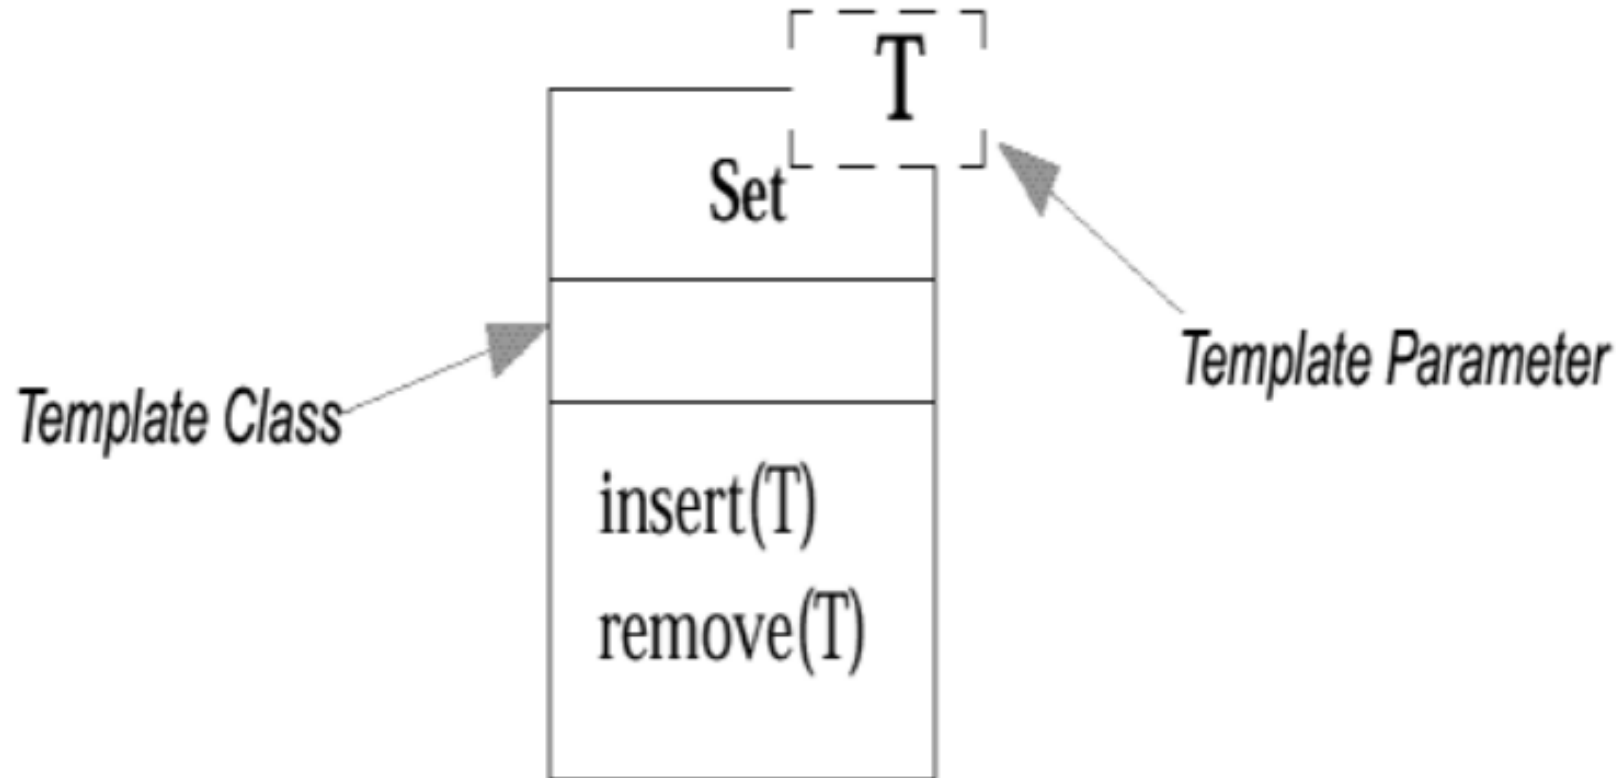 T
Set
Template Parameter
Template Class
insert(T)
remove(T)